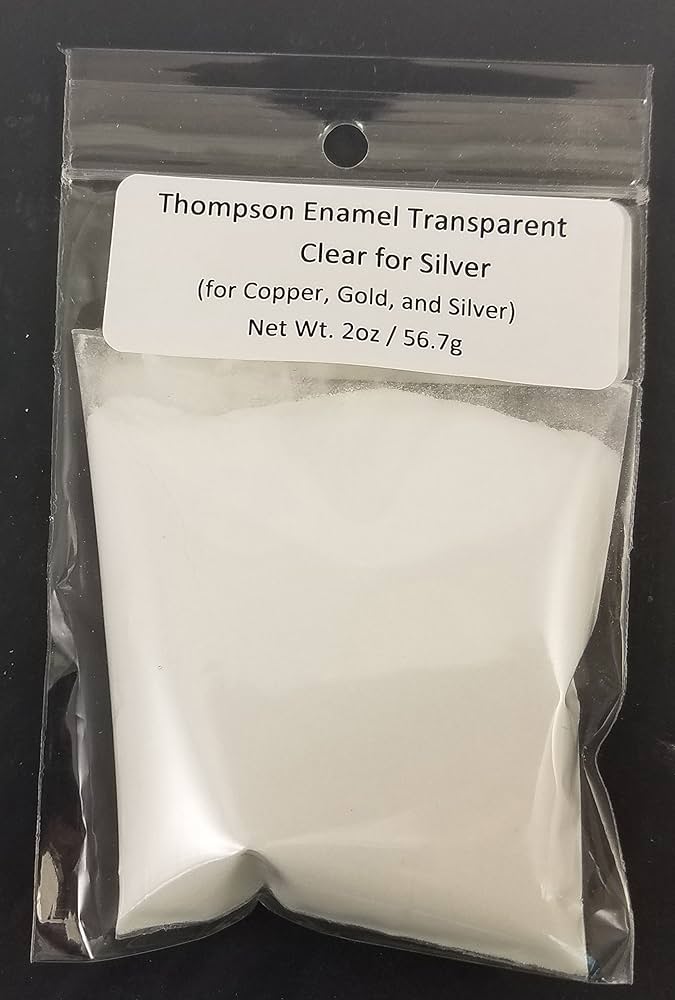 Thompson Enamel Transparent
Clear for Silver
(for Copper, Gold, and Silver)
Net Wt. 2oz / 56.7g